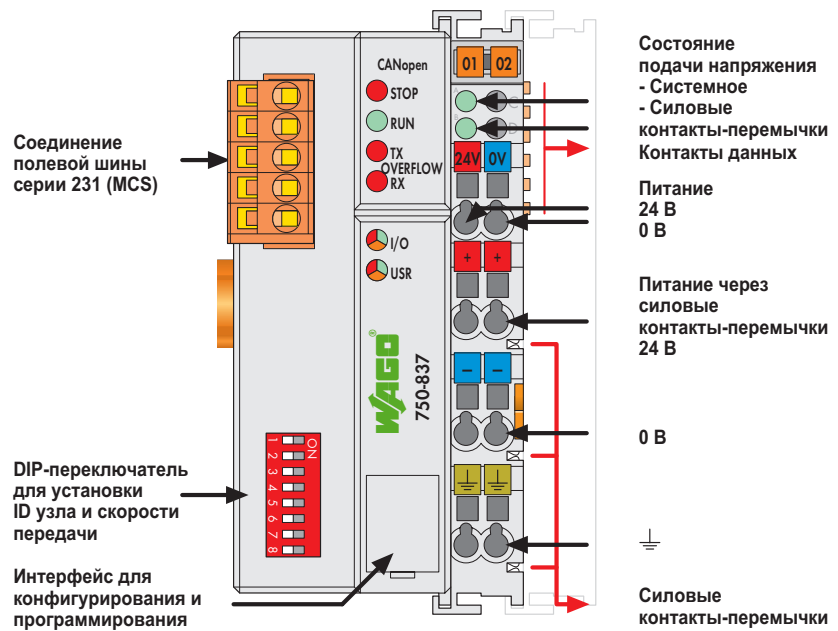 Соединение
полевой шины
серии 231 (MCS)
DIP-переключатель
для установки
ID узла и скорости
передачи
Интерфейс для
конфигурирования и
программирования
CANopen
STOP
RUN
TX
OVERFLOW
RX
I/O
USR
WAGO®
750-837
ON
1
2
3
4
5
6
7
8
01 02
A
C
B
D
24V 0V
+ +
– –
Состояние
подачи напряжения
- Системное
- Силовые
контакты-перемычки
Контакты данных
Питание
24 В
0 В
Питание через
силовые
контакты-перемычки
24 В
0 В
Силовые
контакты-перемычки